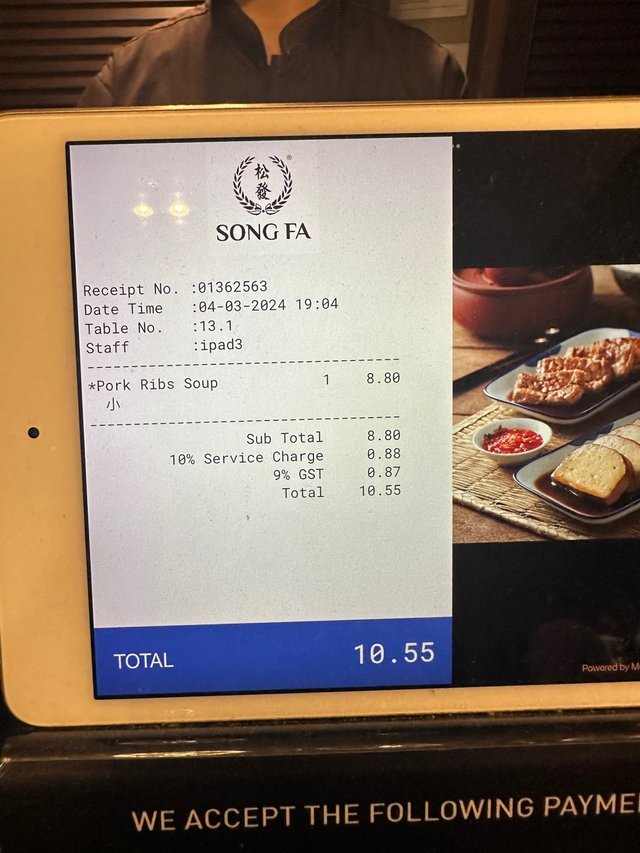 松
發
®
SONG FA
Receipt No. :01362563
Date Time :04-03-2024 19:04
Table No. :13.1
Staff :ipad3
*Pork Ribs Soup 1 8.80
小
Sub Total 8.80
10% Service Charge 0.88
9% GST 0.87
Total 10.55
TOTAL 10.55
Powered by
WE ACCEPT THE FOLLOWING